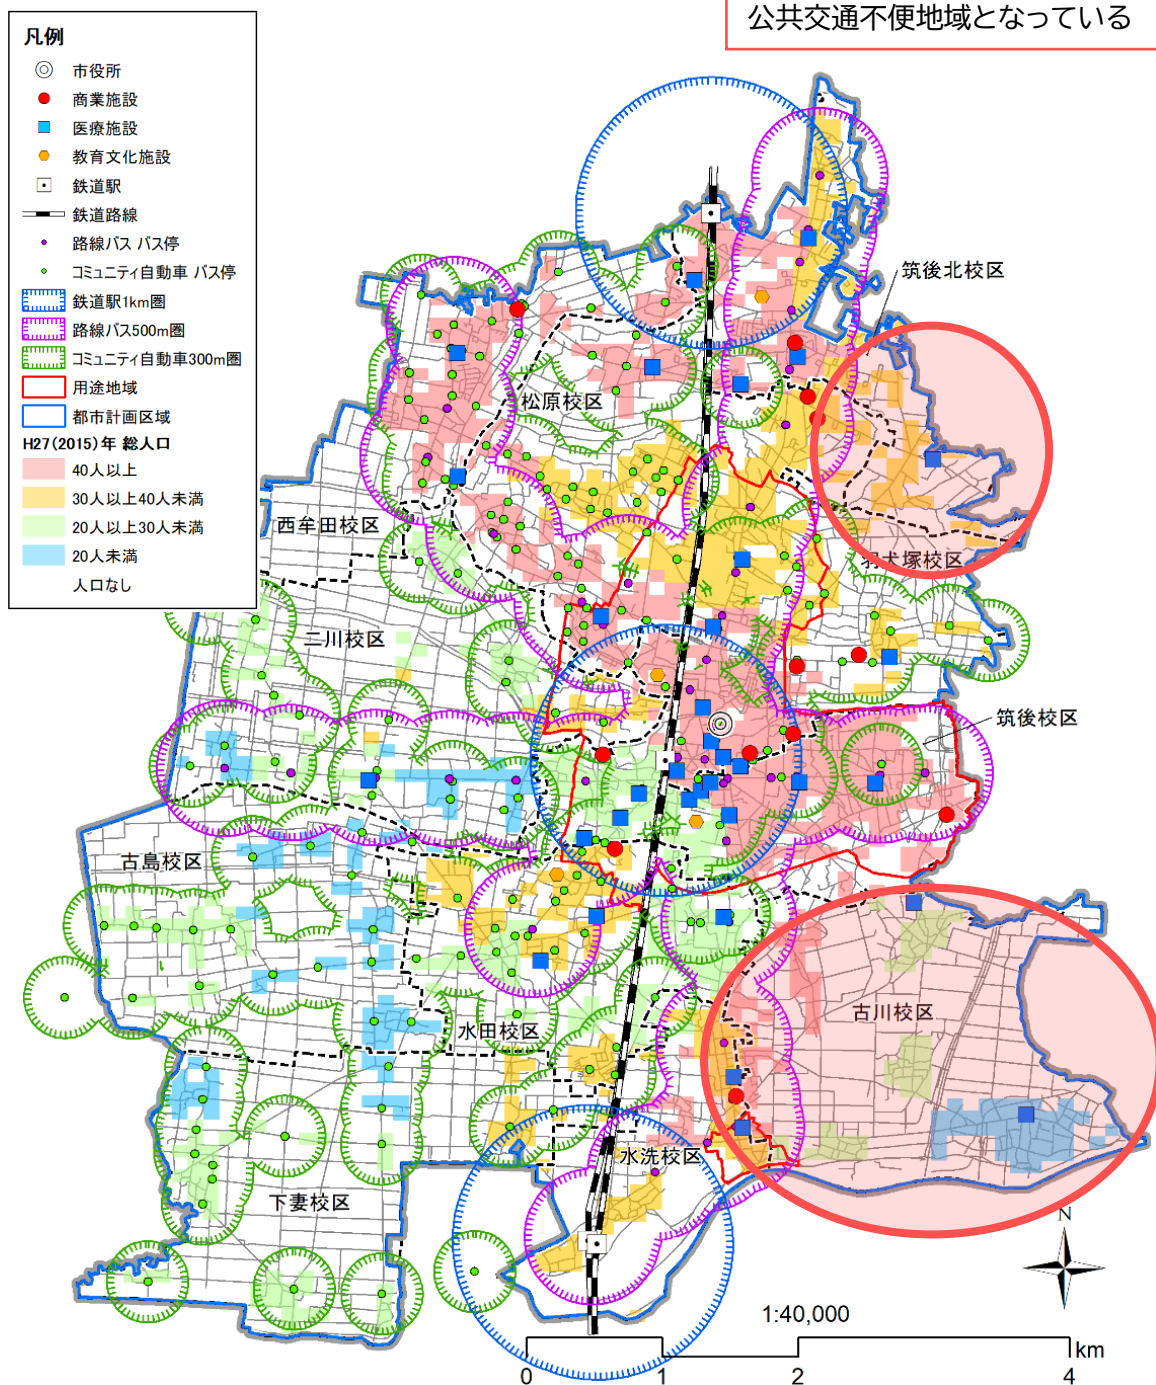 公共交通不便地域となっている
凡例
市役所
商業施設
医療施設
教育文化施設
鉄道駅
鉄道路線
路線バス バス停
コミュニティ自動車 バス停
鉄道駅1km圏
路線バス500m圏
コミュニティ自動車300m圏
用途地域
都市計画区域
H27(2015)年 総人口
40人以上
30人以上40人未満
20人以上30人未満
20人未満
人口なし
筑後北校区
松原校区
西牟田校区
羽犬塚校区
二川校区
筑後校区
古島校区
古川校区
水田校区
水洗校区
下妻校区
N
1:40,000
0 1 2 4 km